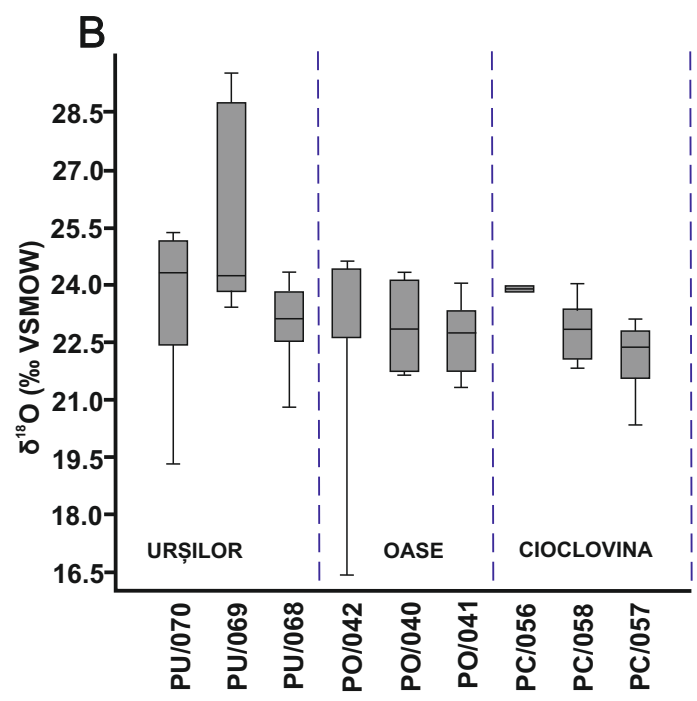 B
δ¹⁸O (‰ VSMOW)
28.5
27.0
25.5
24.0
22.5
21.0
19.5
18.0
16.5
URȘILOR
OASE
CIOCLOVINA
PU/070
PU/069
PU/068
PO/042
PO/040
PO/041
PC/056
PC/058
PC/057